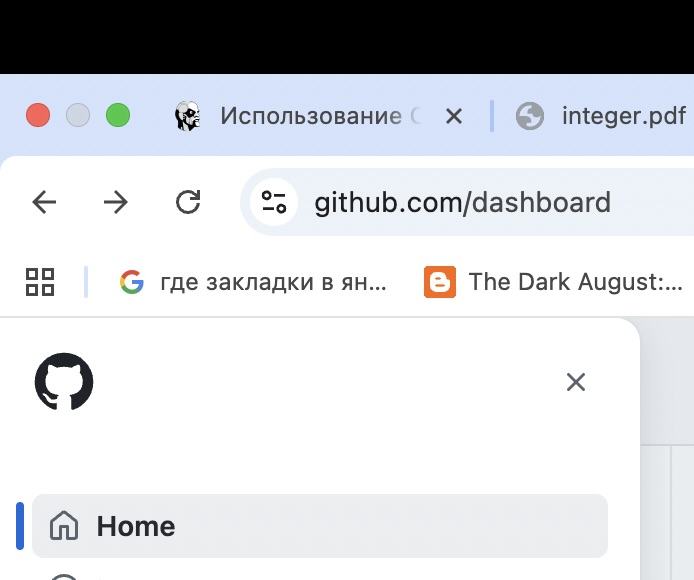 Использование
integer.pdf
github.com/dashboard
где закладки в ян...
The Dark August:...
Home